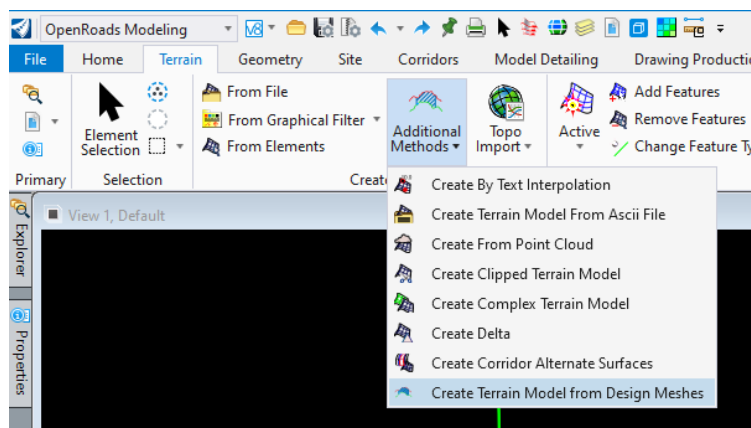 OpenRoads Modeling
V8
File
Home
Terrain
Geometry
Site
Corridors
Model Detailing
Drawing Productio
From File
From Graphical Filter
From Elements
Element
Selection
Additional
Methods
Topo
Import
Active
Add Features
Remove Features
Change Feature Ty
Primary
Selection
Creat
Explorer
Properties
View 1, Default
Create By Text Interpolation
Create Terrain Model From Ascii File
Create From Point Cloud
Create Clipped Terrain Model
Create Complex Terrain Model
Create Delta
Create Corridor Alternate Surfaces
Create Terrain Model from Design Meshes